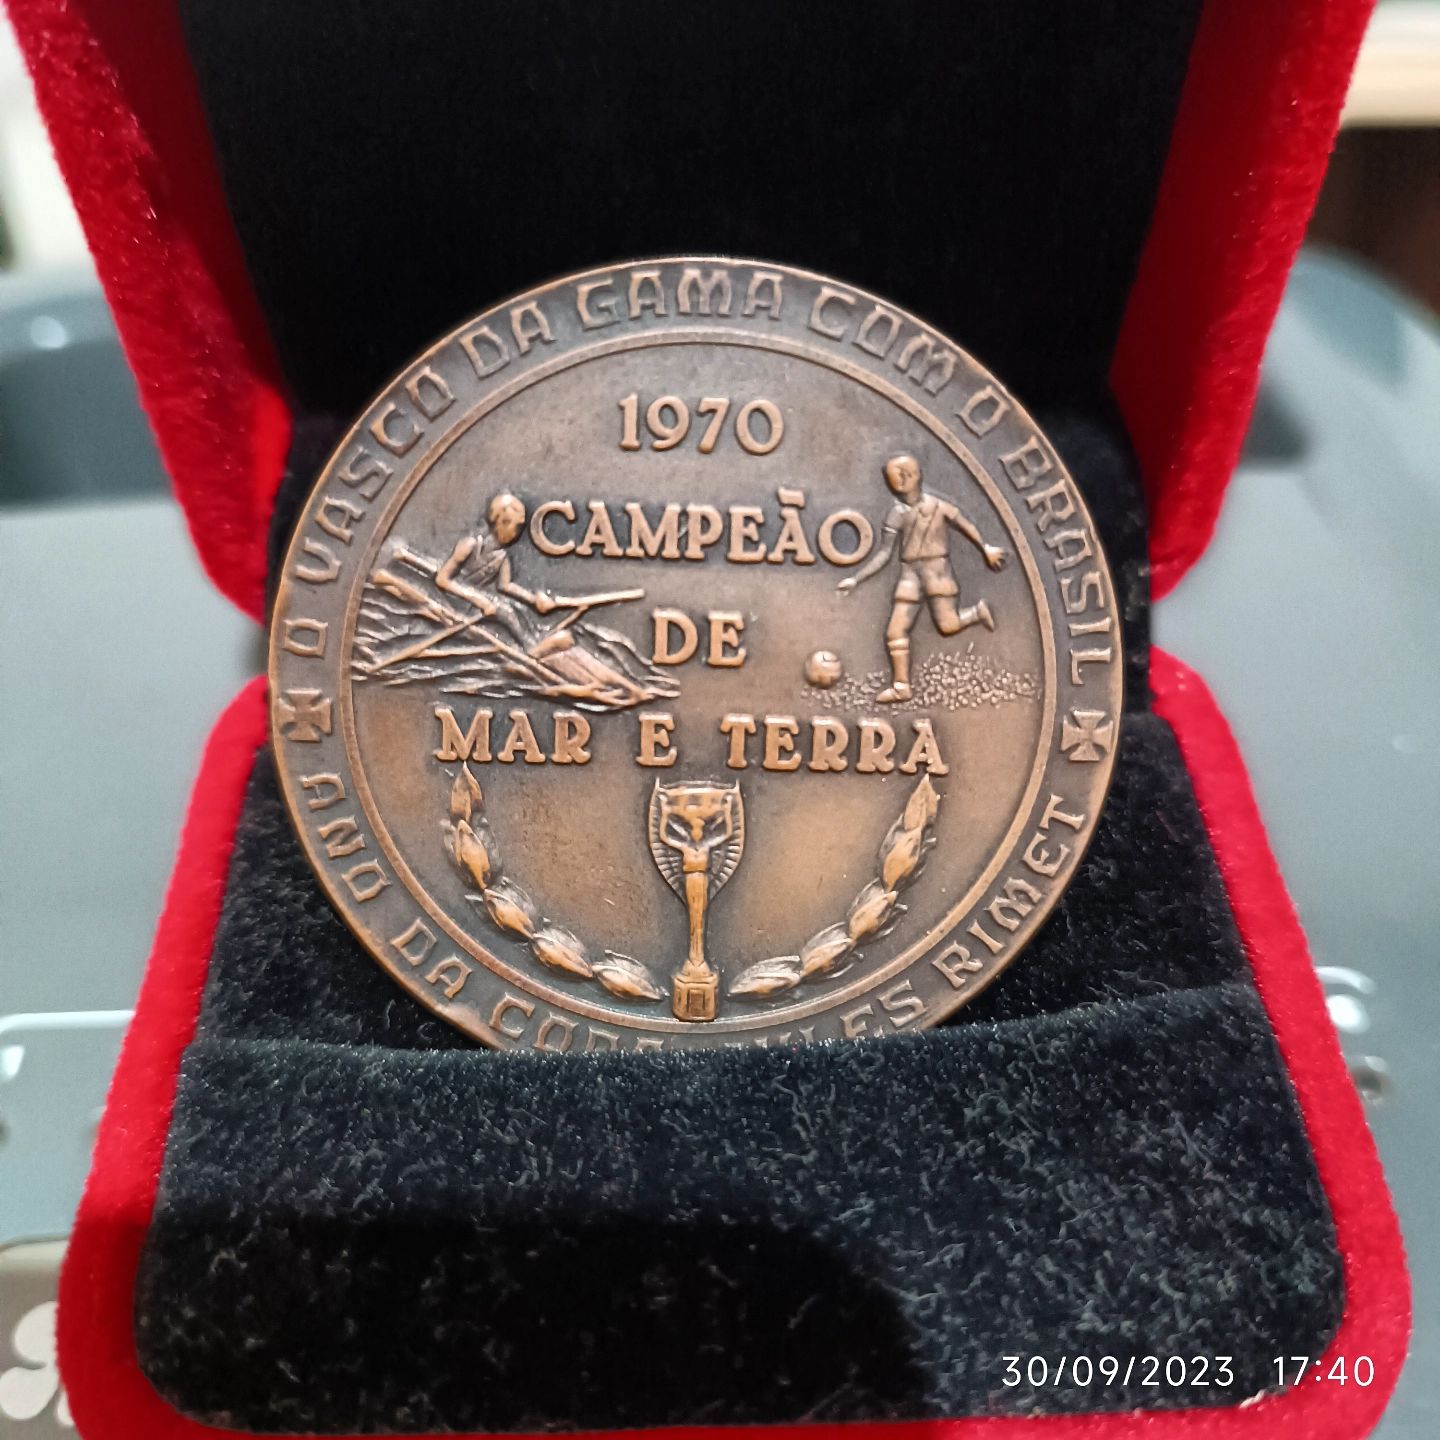 O VASCO DA GAMA COM O BRASIL
1970
CAMPEÃO
DE
MAR E TERRA
ANO DA COPA JULES RIMET
30/09/2023 17:40